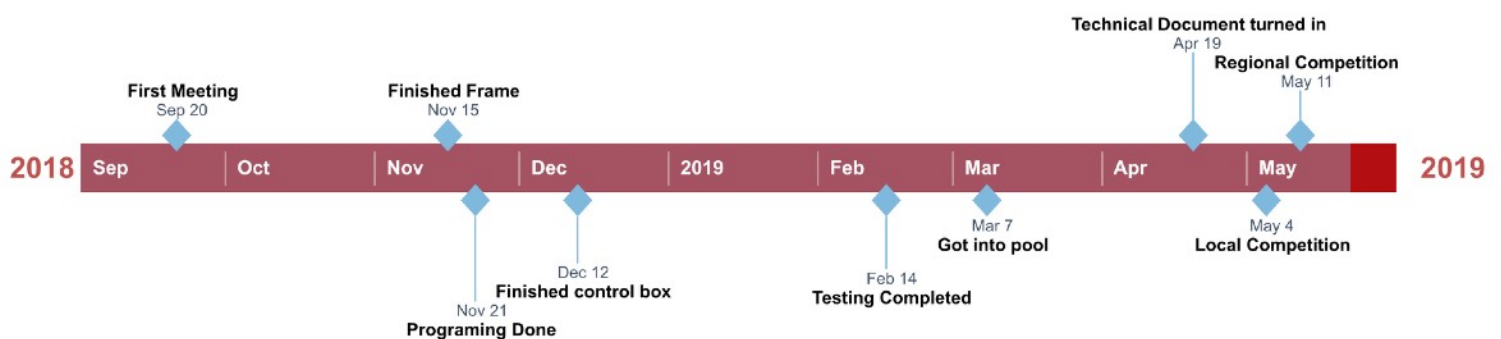 Technical Document turned in
Apr 19
Regional Competition
May 11
First Meeting
Sep 20
Finished Frame
Nov 15
2018 Sep Oct Nov Dec 2019 Feb Mar Apr May 2019
Mar 7
Got into pool
May 4
Local Competition
Dec 12
Finished control box
Feb 14
Testing Completed
Nov 21
Programing Done